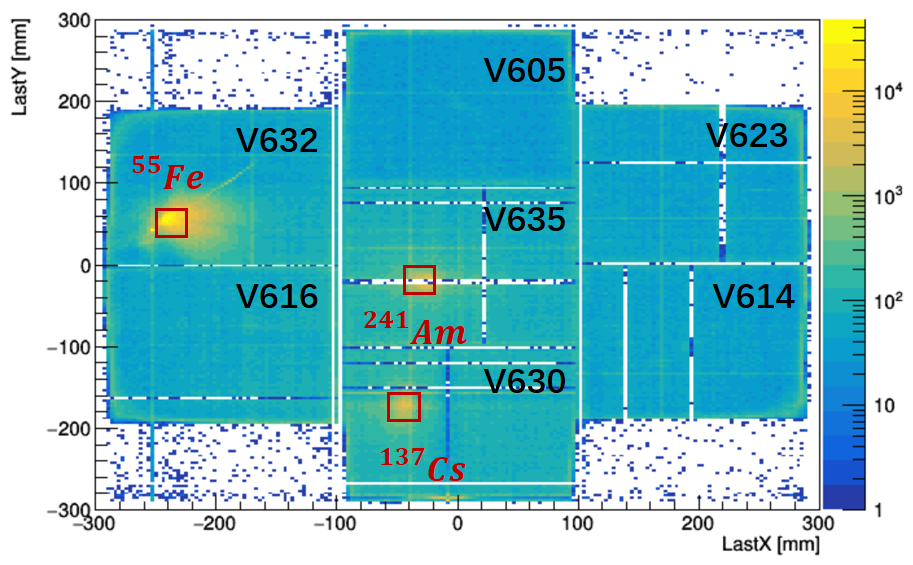 LastY [mm]
300
200
100
0
−100
−200
−300
−300
−200
−100
0
100
200
300
LastX [mm]
V605
V632
V623
55Fe
V635
V616
V614
241Am
V630
137Cs
10⁴
10³
10²
10
1